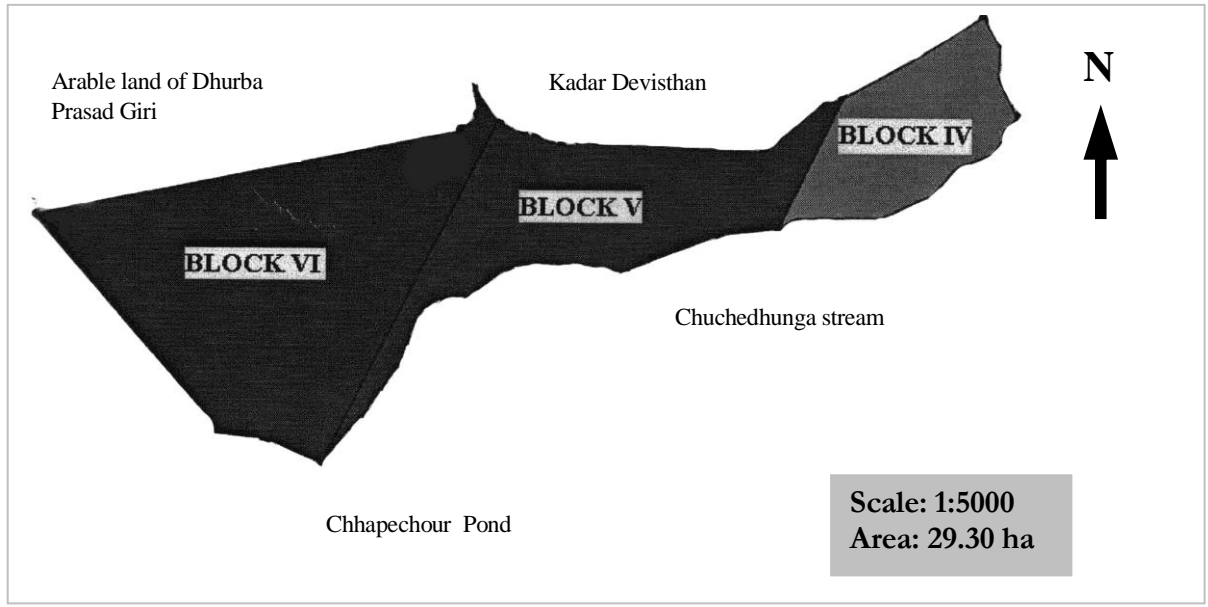 Arable land of Dhurba
Prasad Giri
Kadar Devisthan
N
BLOCK IV
BLOCK V
BLOCK VI
Chuchedhunga stream
Chhapechour Pond
Scale: 1:5000
Area: 29.30 ha